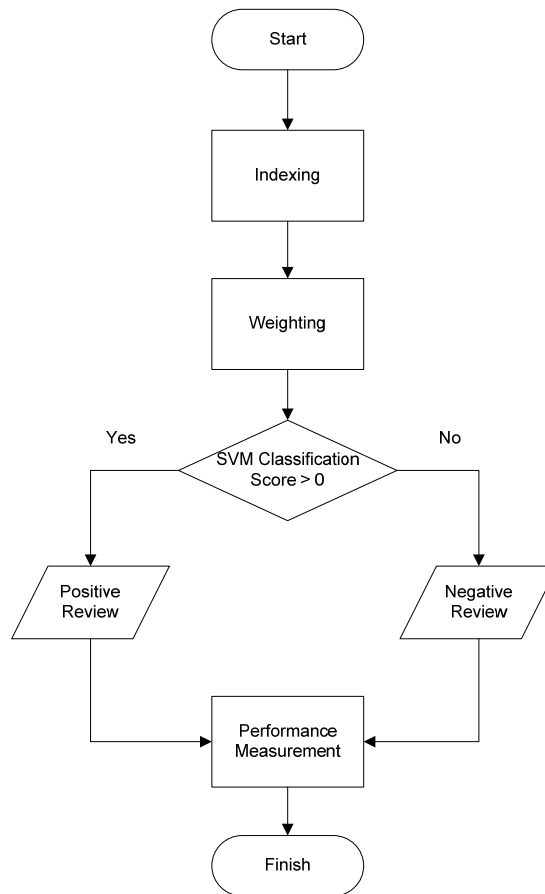 Start
Indexing
Weighting
Yes
No
SVM Classification
Score > 0
Positive
Review
Negative
Review
Performance
Measurement
Finish